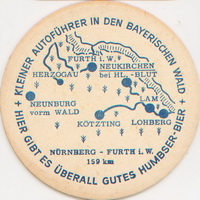 + KLEINER AUTOFÜHRER IN DEN BAYERISCHEN WALD +
FURTH i. W.
NEUKIRCHEN
HERZOGAU
bei HL.-BLUT
NEUNBURG
vorm WALD
LAM
KÖTZTING
LOHBERG
NÜRNBERG - FURTH i. W.
159 km
HIER GIBT ES ÜBERALL GUTES HUMBSER-BIER